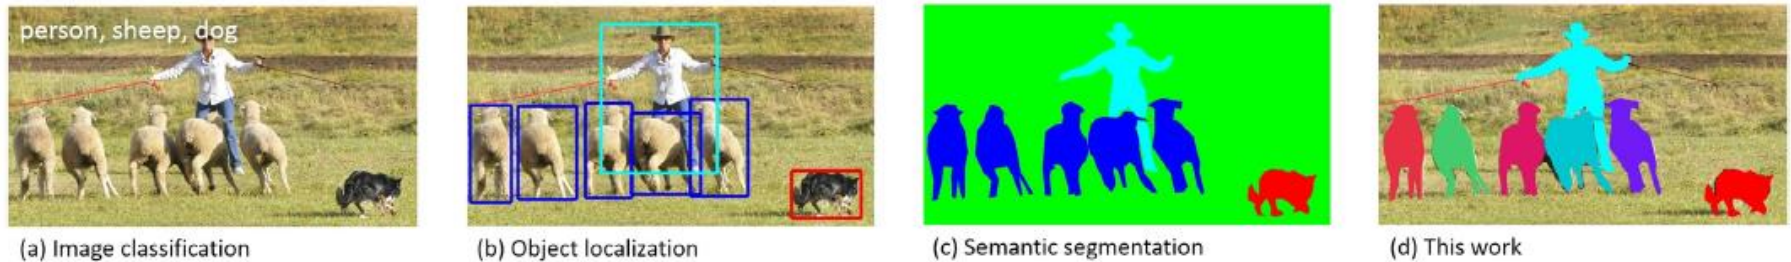 person, sheep, dog
(a) Image classification
(b) Object localization
(c) Semantic segmentation
(d) This work